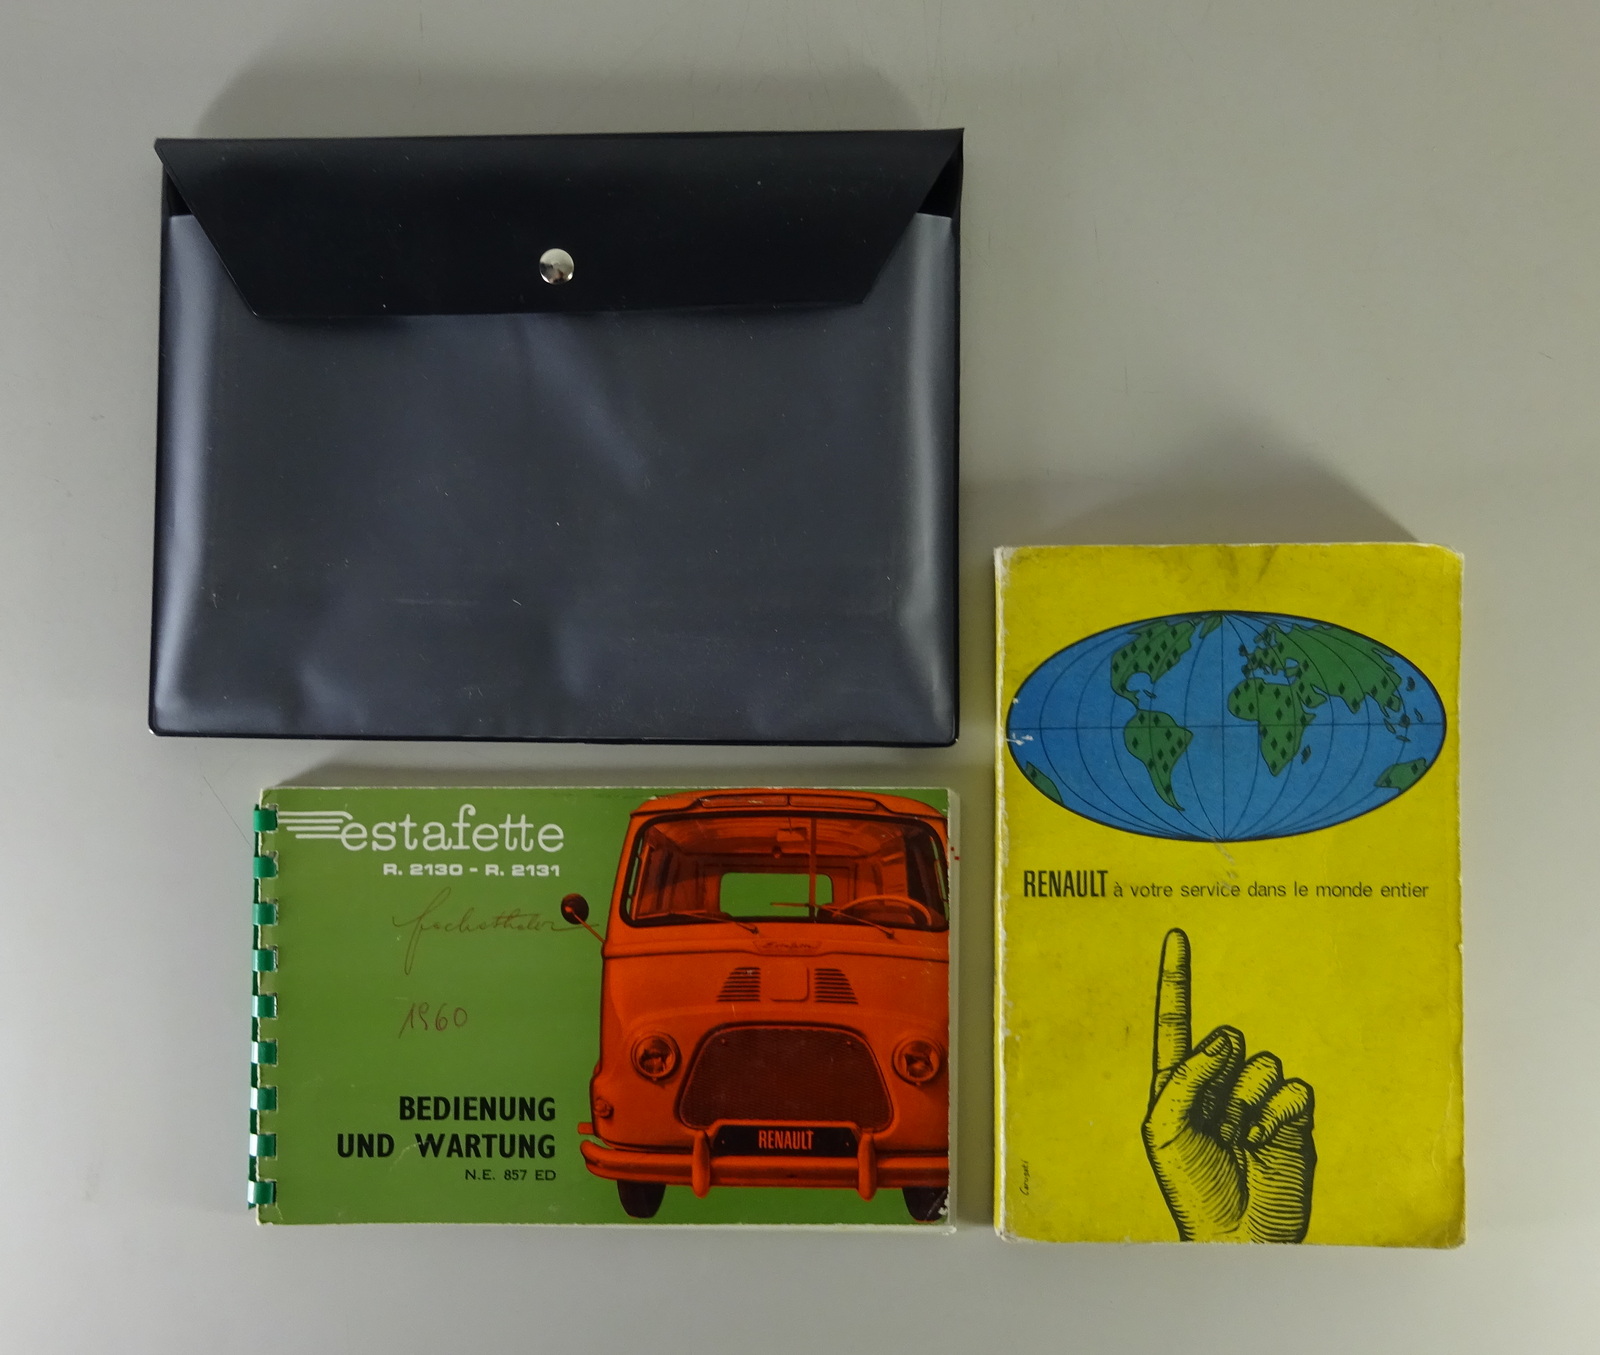 estafette
R. 2130 - R. 2131
1960
BEDIENUNG
UND WARTUNG
N.E. 857 ED
RENAULT
RENAULT à votre service dans le monde entier